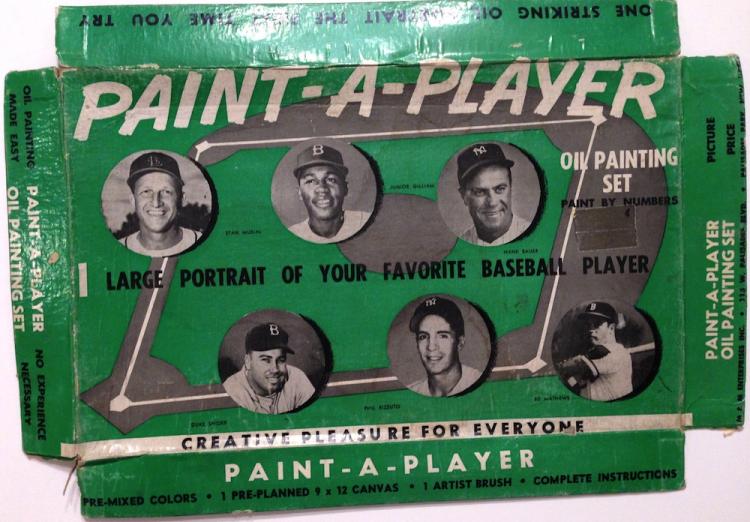 ONE STRIKING OIL PORTRAIT THE TIME YOU TRY
PAINT-A-PLAYER
OIL PAINTING
SET
PAINT BY NUMBERS
STAN MUSIAL
JUNIOR GILLIAM
HANK BAUER
1 LARGE PORTRAIT OF YOUR FAVORITE BASEBALL PLAYER
DUKE SNIDER
PHIL RIZZUTO
ED MATHEWS
CREATIVE PLEASURE FOR EVERYONE
PAINT-A-PLAYER
PRE-MIXED COLORS • 1 PRE-PLANNED 9 x 12 CANVAS • 1 ARTIST BRUSH • COMPLETE INSTRUCTIONS
OIL PAINTING
MADE EASY
PAINT-A-PLAYER
OIL PAINTING SET
NO EXPERIENCE
NECESSARY
PICTURE
PRICE
PAINT-A-PLAYER
OIL PAINTING SET
ENTERPRISES INC.